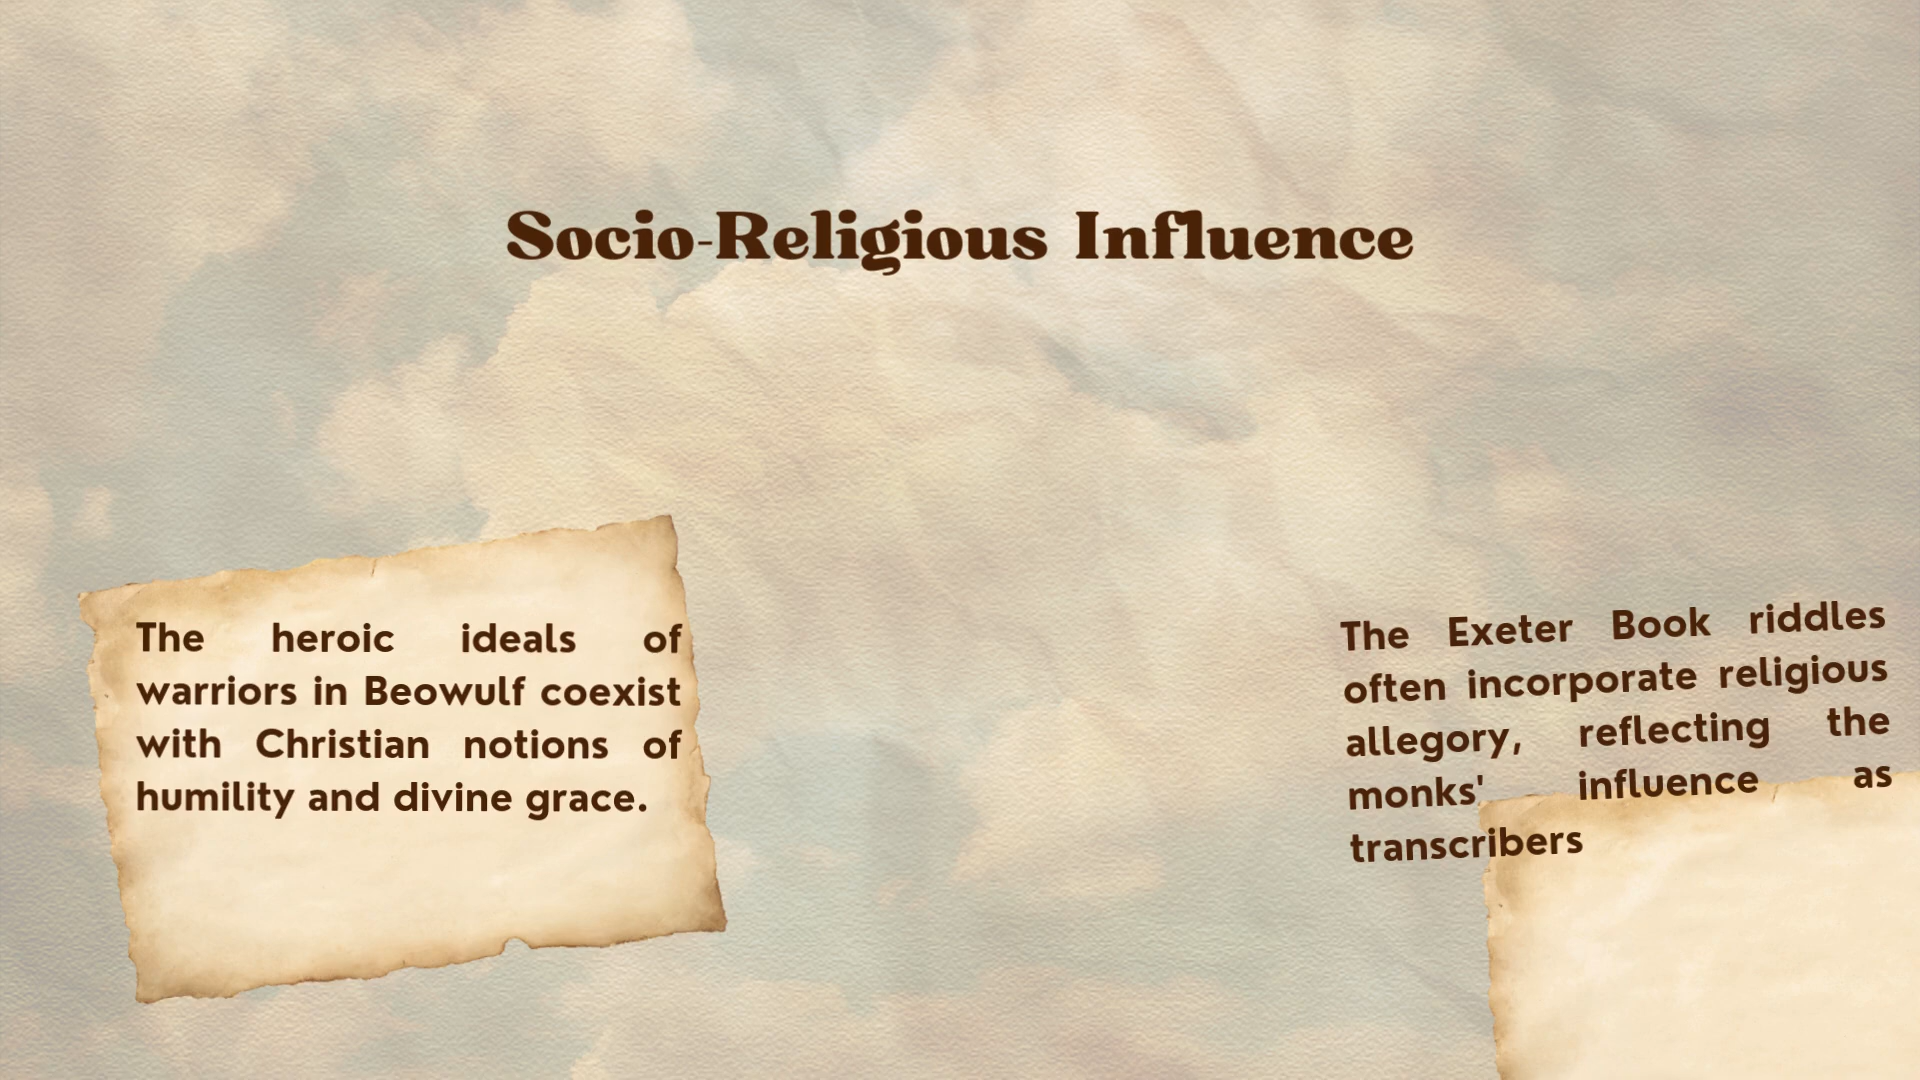 Socio-Religious Influence
The heroic ideals of
warriors in Beowulf coexist
with Christian notions of
humility and divine grace.
The Exeter Book riddles
often incorporate religious
allegory, reflecting the
monks' influence as
transcribers